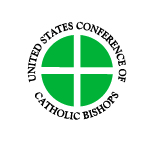 UNITED STATES CONFERENCE OF
CATHOLIC BISHOPS